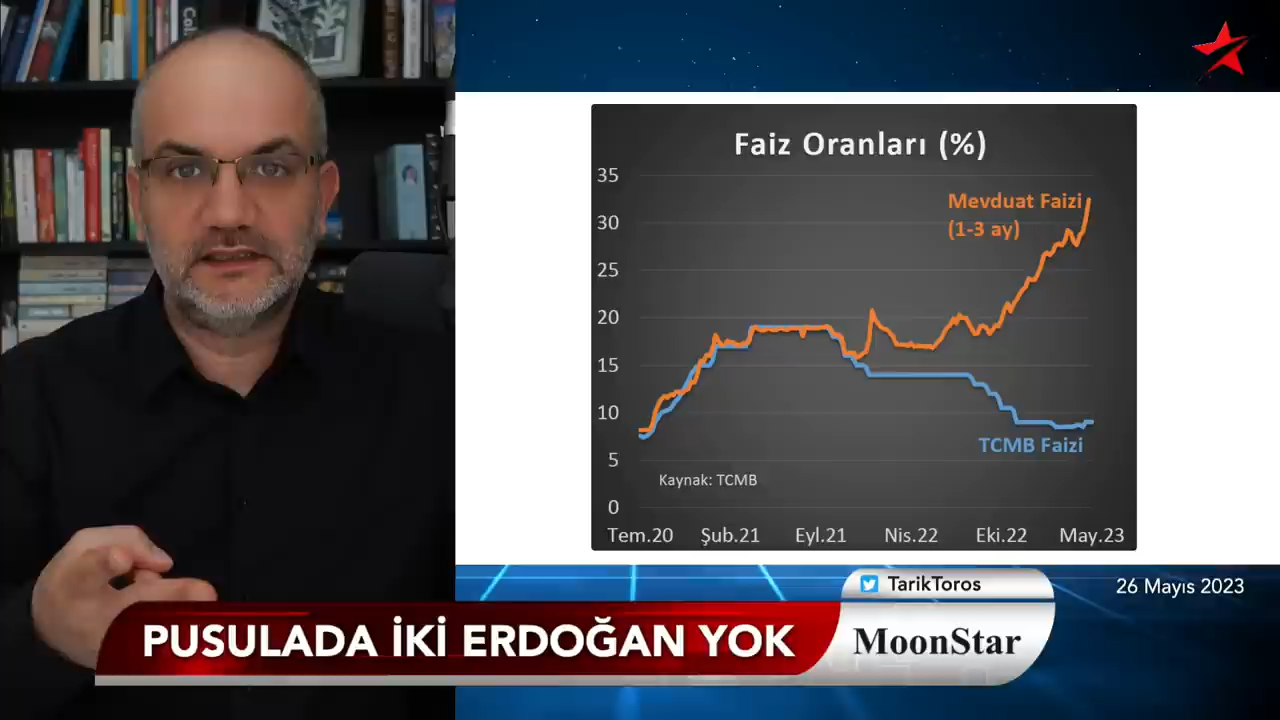 Faiz Oranları (%)
35
30
25
20
15
10
5
0
Mevduat Faizi
(1-3 ay)
TCMB Faizi
Kaynak: TCMB
Tem.20 Şub.21 Eyl.21 Nis.22 Eki.22 May.23
TarikToros
26 Mayıs 2023
PUSULADA İKİ ERDOĞAN YOK
MoonStar